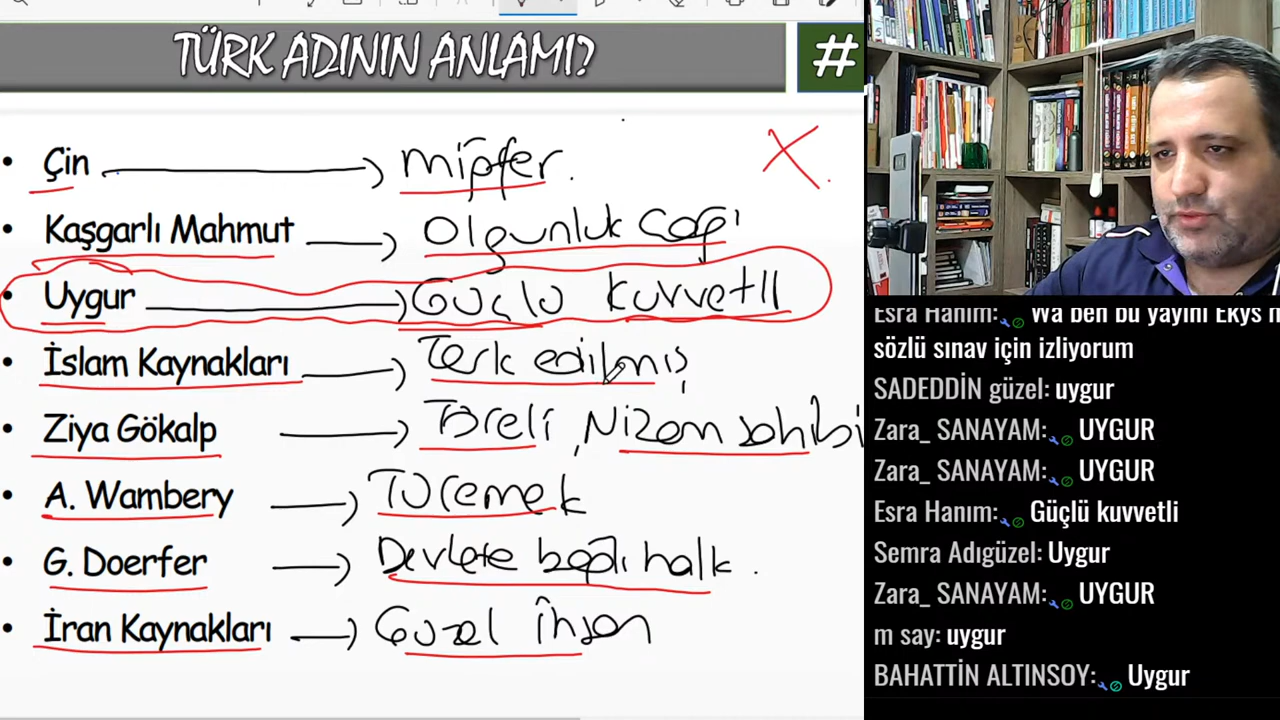 TÜRK ADININ ANLAMI? #
• Çin → mipfer.
• Kaşgarlı Mahmut → Olgunluk Çağı
• Uygur → Güçlü kuvvetli
• İslam Kaynakları → Terk edilmiş
• Ziya Gökalp → Töreli, Nizam sahibi
• A. Wambery → Türemek
• G. Doerfer → Devlete bağlı halk.
• İran Kaynakları → Güzel İnsan
Esra Hanım: Wa ben bu yayını Ekys
sözlü sınav için izliyorum
SADEDDİN güzel: uygur
Zara_ SANAYAM: UYGUR
Zara_ SANAYAM: UYGUR
Esra Hanım: Güçlü kuvvetli
Semra Adıgüzel: Uygur
Zara_ SANAYAM: UYGUR
m say: uygur
BAHATTİN ALTINSOY: Uygur